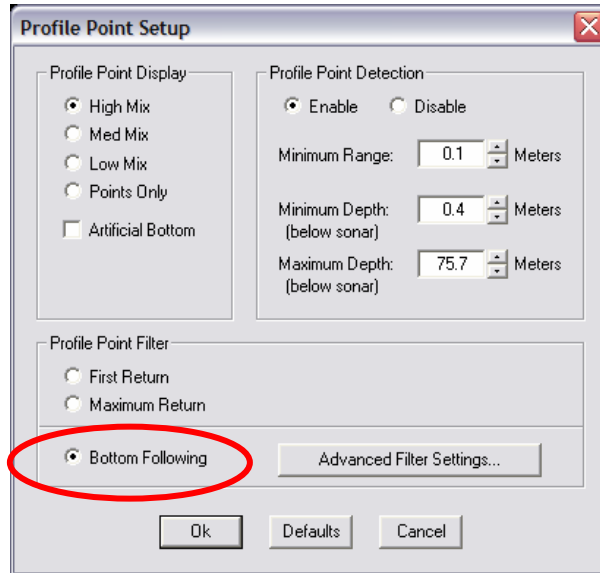 Profile Point Setup
Profile Point Display
High Mix
Med Mix
Low Mix
Points Only
Artificial Bottom
Profile Point Detection
Enable Disable
Minimum Range: 0.1 Meters
Minimum Depth: 0.4 Meters
(below sonar)
Maximum Depth: 75.7 Meters
(below sonar)
Profile Point Filter
First Return
Maximum Return
Bottom Following
Advanced Filter Settings...
Ok Defaults Cancel